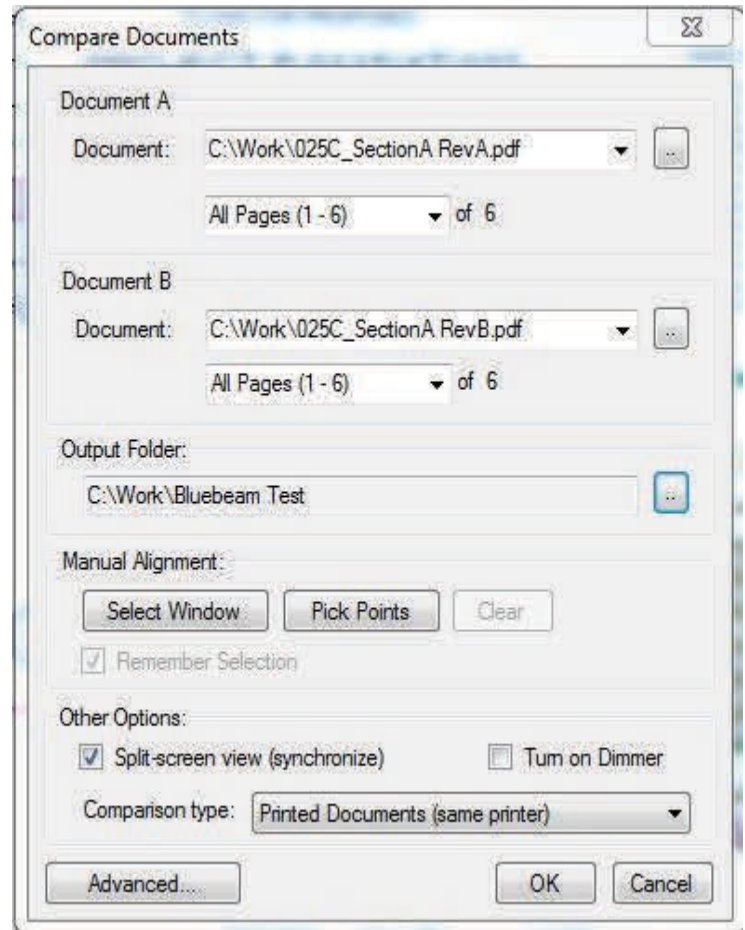 Compare Documents
Document A
Document: C:\Work\025C_SectionA RevA.pdf ..
All Pages (1 - 6) of 6
Document B
Document: C:\Work\025C_SectionA RevB.pdf ..
All Pages (1 - 6) of 6
Output Folder:
C:\Work\Bluebeam Test ..
Manual Alignment:
Select Window Pick Points Clear
Remember Selection
Other Options:
Split-screen view (synchronize) Turn on Dimmer
Comparison type: Printed Documents (same printer)
Advanced.... OK Cancel